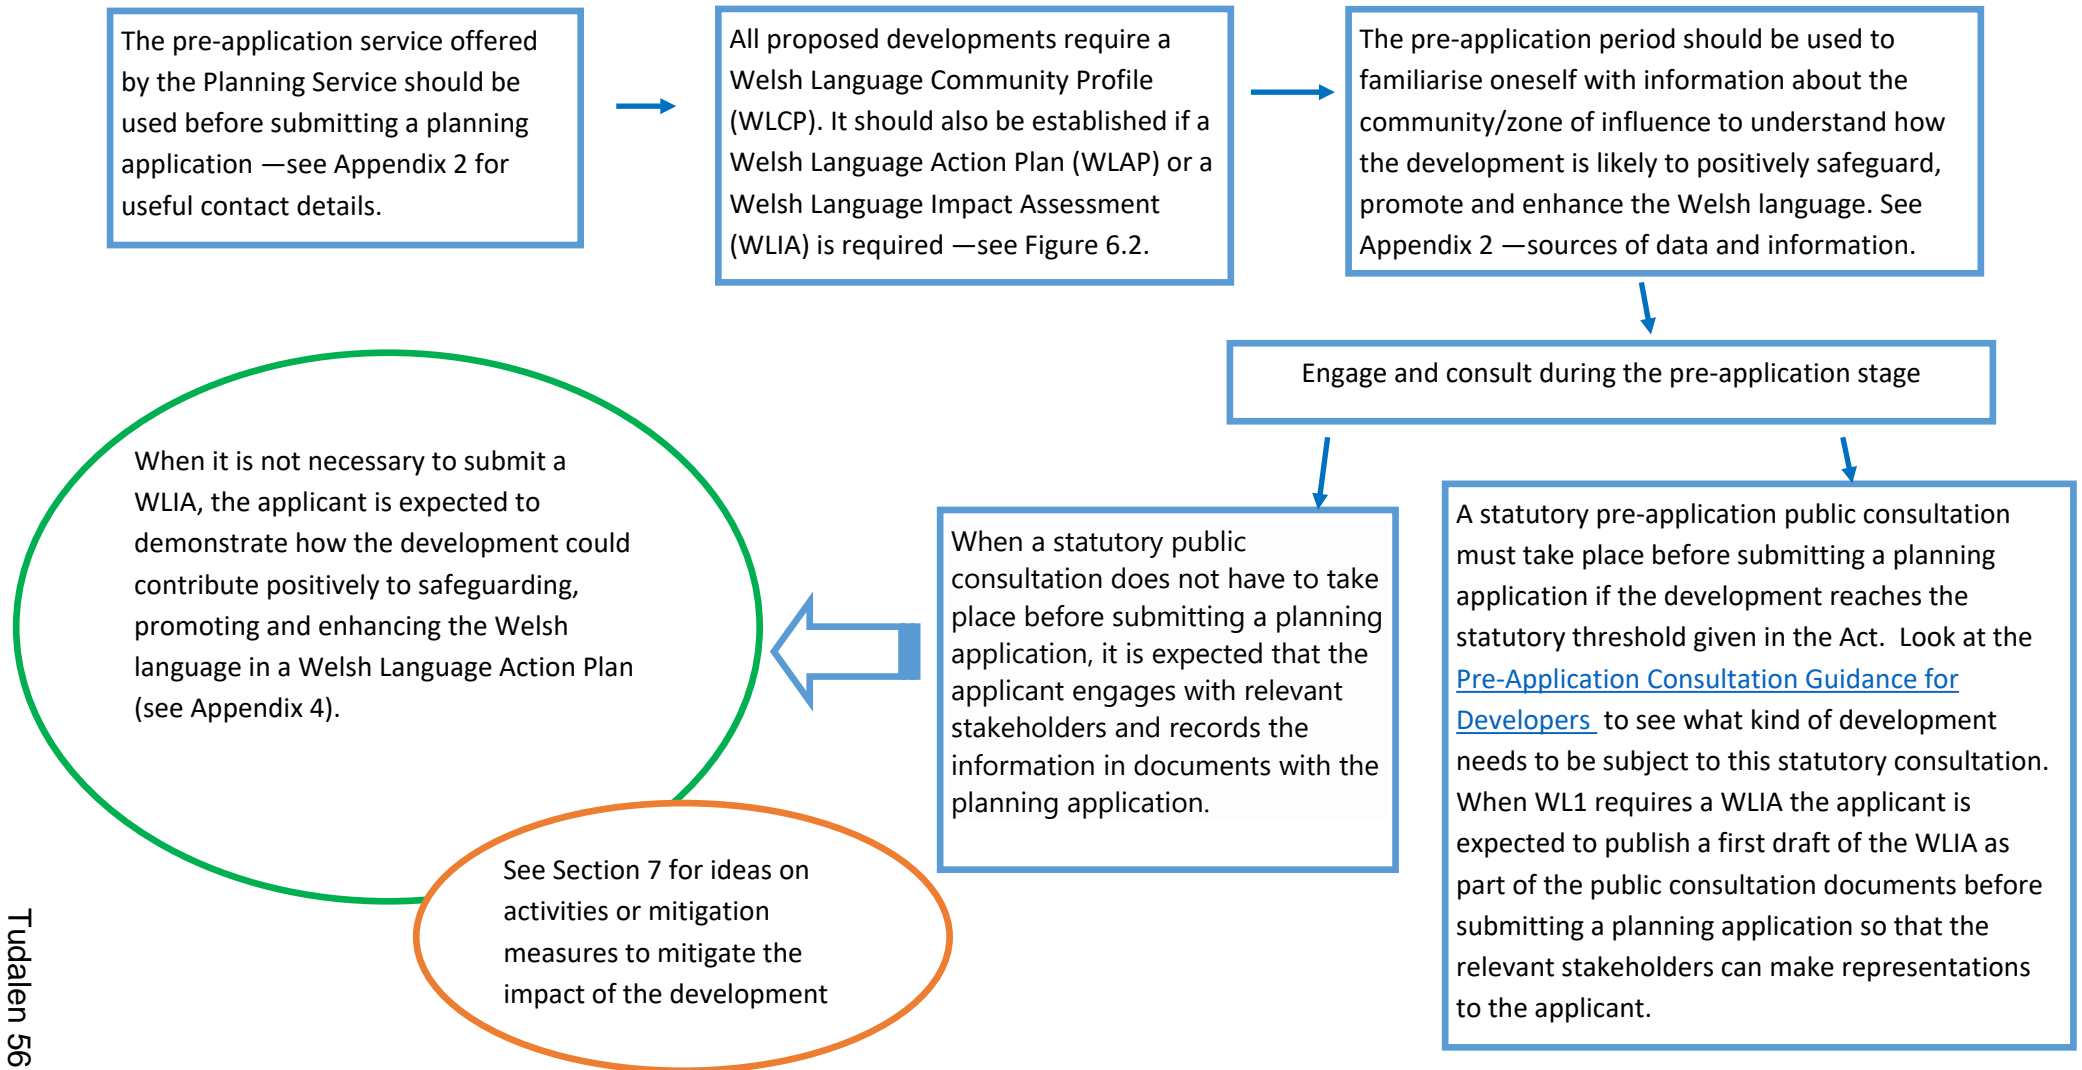 The pre-application service offered
by the Planning Service should be
used before submitting a planning
application —see Appendix 2 for
useful contact details.
All proposed developments require a
Welsh Language Community Profile
(WLCP). It should also be established if a
Welsh Language Action Plan (WLAP) or a
Welsh Language Impact Assessment
(WLIA) is required —see Figure 6.2.
The pre-application period should be used to
familiarise oneself with information about the
community/zone of influence to understand how
the development is likely to positively safeguard,
promote and enhance the Welsh language. See
Appendix 2 —sources of data and information.
Engage and consult during the pre-application stage
When it is not necessary to submit a
WLIA, the applicant is expected to
demonstrate how the development could
contribute positively to safeguarding,
promoting and enhancing the Welsh
language in a Welsh Language Action Plan
(see Appendix 4).
When a statutory public
consultation does not have to take
place before submitting a planning
application, it is expected that the
applicant engages with relevant
stakeholders and records the
information in documents with the
planning application.
A statutory pre-application public consultation
must take place before submitting a planning
application if the development reaches the
statutory threshold given in the Act.  Look at the
Pre-Application Consultation Guidance for
Developers  to see what kind of development
needs to be subject to this statutory consultation.
When WL1 requires a WLIA the applicant is
expected to publish a first draft of the WLIA as
part of the public consultation documents before
submitting a planning application so that the
relevant stakeholders can make representations
to the applicant.
See Section 7 for ideas on
activities or mitigation
measures to mitigate the
impact of the development
Tudalen 56